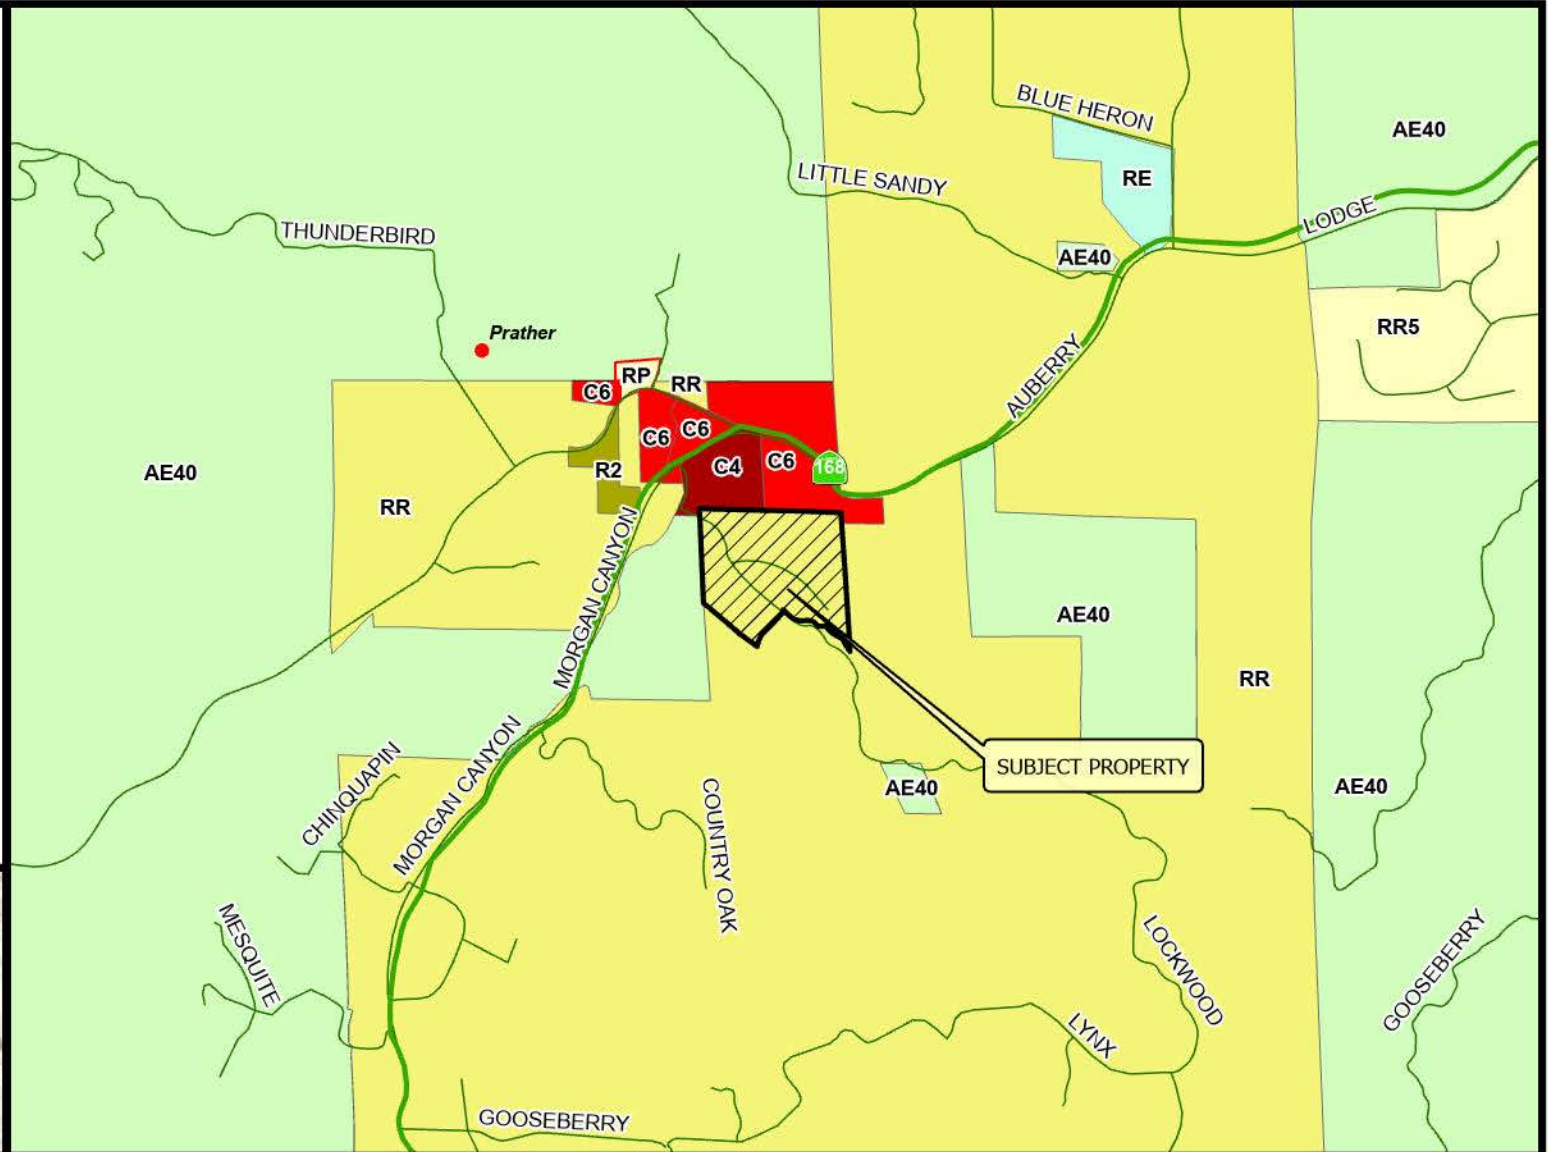 BLUE HERON
AE40
LITTLE SANDY
RE
LODGE
THUNDERBIRD
AE40
Prather
RR5
RP
RR
C6
AUBERRY
C6
C6
C4
C6
168
AE40
R2
RR
MORGAN CANYON
AE40
RR
SUBJECT PROPERTY
AE40
AE40
CHINQUAPIN
MORGAN CANYON
COUNTRY OAK
MESQUITE
LOCKWOOD
GOOSEBERRY
LYNX
GOOSEBERRY